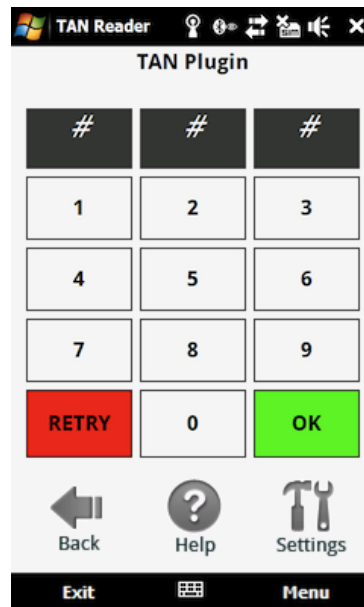 TAN Reader
TAN Plugin
# # #
1 2 3
4 5 6
7 8 9
RETRY 0 OK
Back Help Settings
Exit Menu